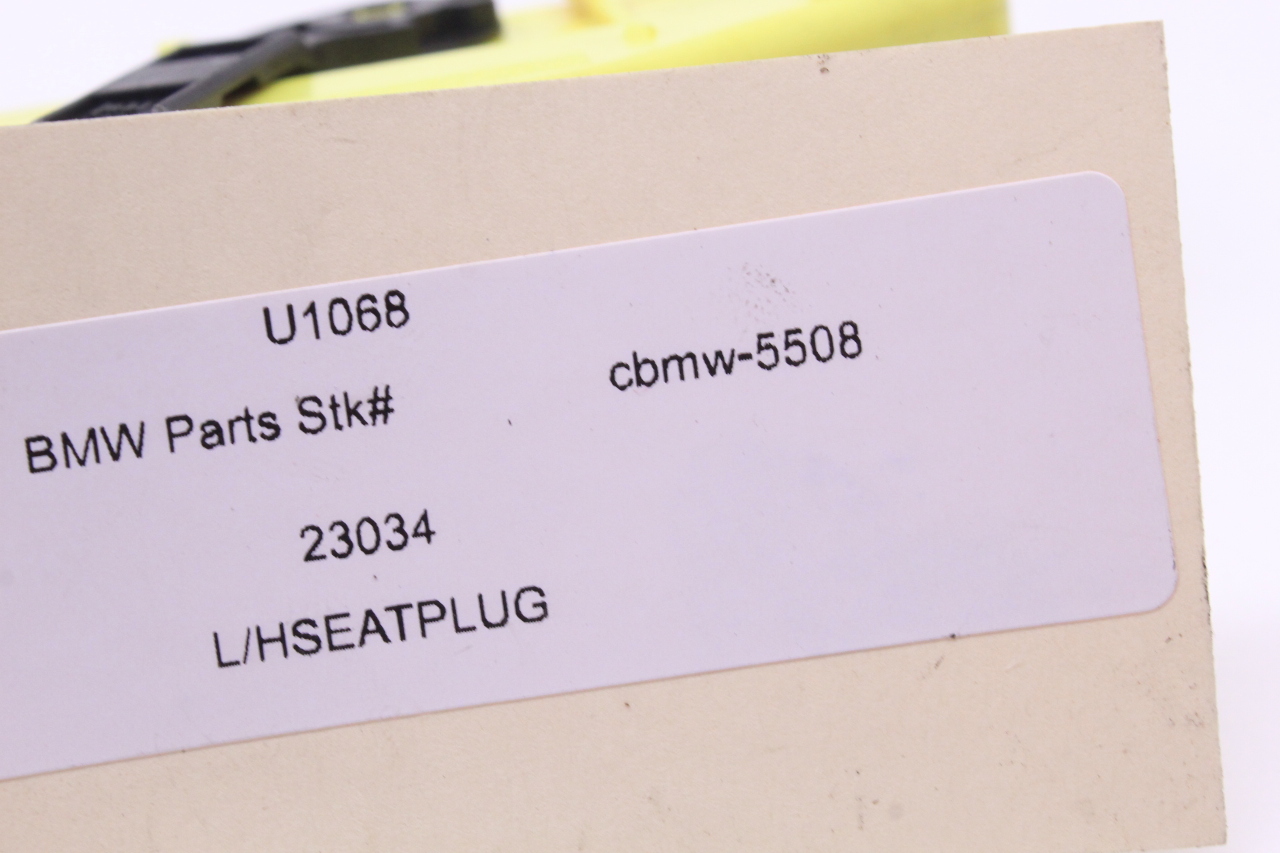 U1068
cbmw-5508
BMW Parts Stk#
23034
L/HSEATPLUG